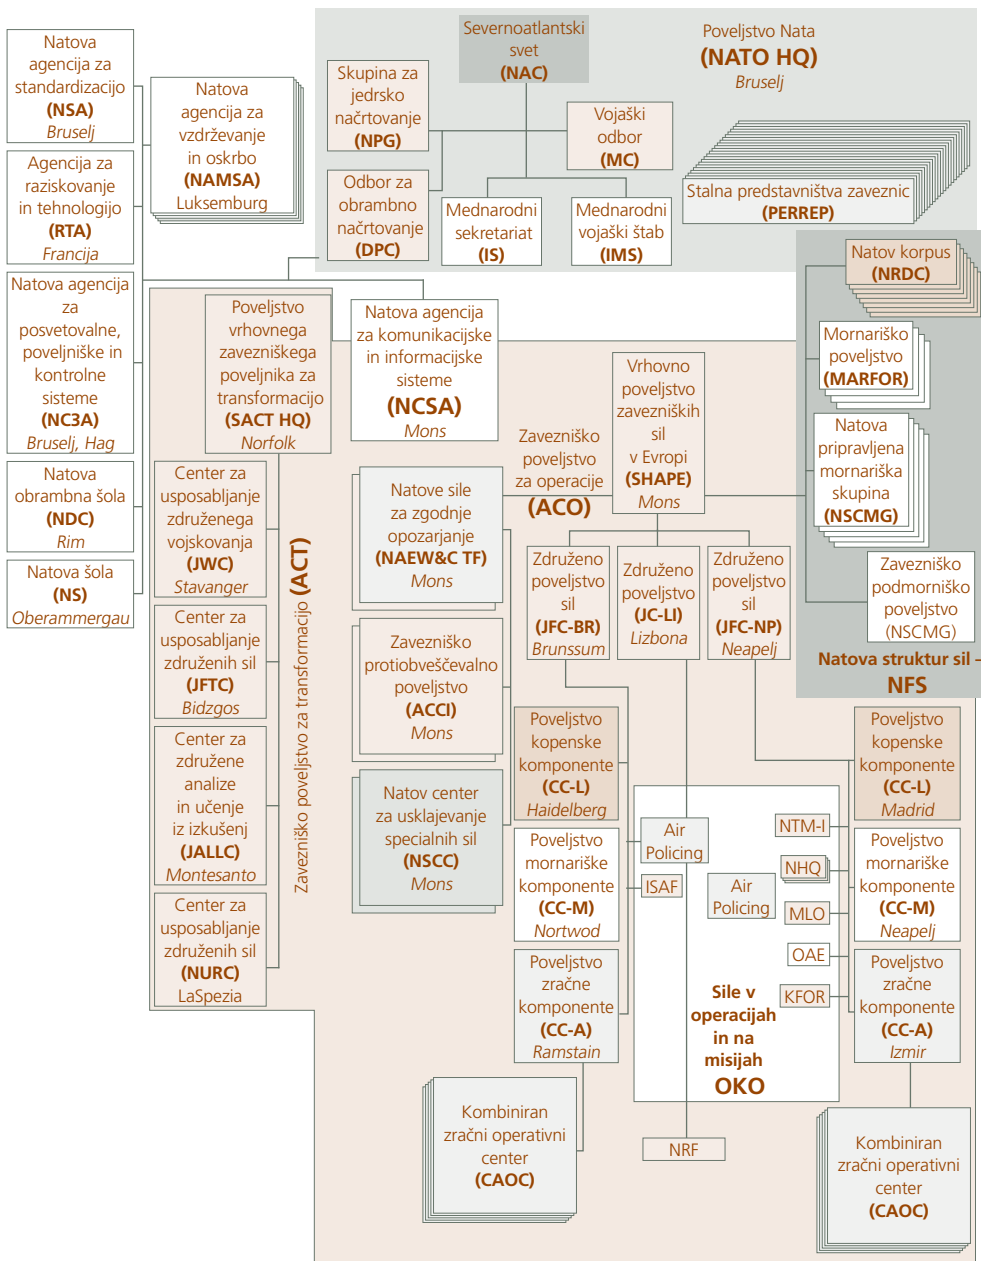 Natova
agencija za
standardizacijo
(NSA)
Bruselj
Agencija za
raziskovanje
in tehnologijo
(RTA)
Francija
Natova agencija
za
posvetovalne,
poveljniške in
kontrolne
sisteme
(NC3A)
Bruselj, Hag
Natova
obrambna šola
(NDC)
Rim
Natova šola
(NS)
Oberammergau
Natova
agencija za
vzdrževanje
in oskrbo
(NAMSA)
Luksemburg
Severnoatlantski
svet
(NAC)
Poveljstvo Nata
(NATO HQ)
Bruselj
Skupina za
jedrsko
načrtovanje
(NPG)
Vojaški
odbor
(MC)
Odbor za
obrambno
načrtovanje
(DPC)
Mednarodni
sekretariat
(IS)
Mednarodni
vojaški štab
(IMS)
Stalna predstavništva zaveznic
(PERREP)
Poveljstvo
vrhovnega
zavezniškega
poveljnika za
transformacijo
(SACT HQ)
Norfolk
Natova agencija
za komunikacijske
in informacijske
sisteme
(NCSA)
Mons
Center za
usposabljanje
združenega
vojskovanja
(JWC)
Stavanger
Center za
usposabljanje
združenih sil
(JFTC)
Bidzgos
Center za
združene
analize
in učenje
iz izkušenj
(JALLC)
Montesanto
Center za
usposabljanje
združenih sil
(NURC)
LaSpezia
Zavezniško poveljstvo za transformacijo (ACT)
Zavezniško
poveljstvo
za operacije
(ACO)
Vrhovno
poveljstvo
zavezniških
sil
v Evropi
(SHAPE)
Mons
Natove sile
za zgodnje
opozarjanje
(NAEW&C TF)
Mons
Zavezniško
protiobveščevalno
poveljstvo
(ACCI)
Mons
Natov center
za usklajevanje
specialnih sil
(NSCC)
Mons
Združeno
poveljstvo
sil
(JFC-BR)
Brunssum
Združeno
poveljstvo
(JC-LI)
Lizbona
Združeno
poveljstvo
sil
(JFC-NP)
Neapelj
Natov korpus
(NRDC)
Mornariško
poveljstvo
(MARFOR)
Natova
pripravljena
mornariška
skupina
(NSCMG)
Zavezniško
podmorniško
poveljstvo
(NSCMG)
Natova struktur sil –
NFS
Poveljstvo
kopenske
komponente
(CC-L)
Haidelberg
Poveljstvo
mornariške
komponente
(CC-M)
Nortwod
Poveljstvo
zračne
komponente
(CC-A)
Ramstain
Kombiniran
zračni operativni
center
(CAOC)
Air
Policing
ISAF
Air
Policing
NTM-I
NHQ
MLO
OAE
KFOR
Sile v
operacijah
in na
misijah
OKO
NRF
Poveljstvo
kopenske
komponente
(CC-L)
Madrid
Poveljstvo
mornariške
komponente
(CC-M)
Neapelj
Poveljstvo
zračne
komponente
(CC-A)
Izmir
Kombiniran
zračni operativni
center
(CAOC)